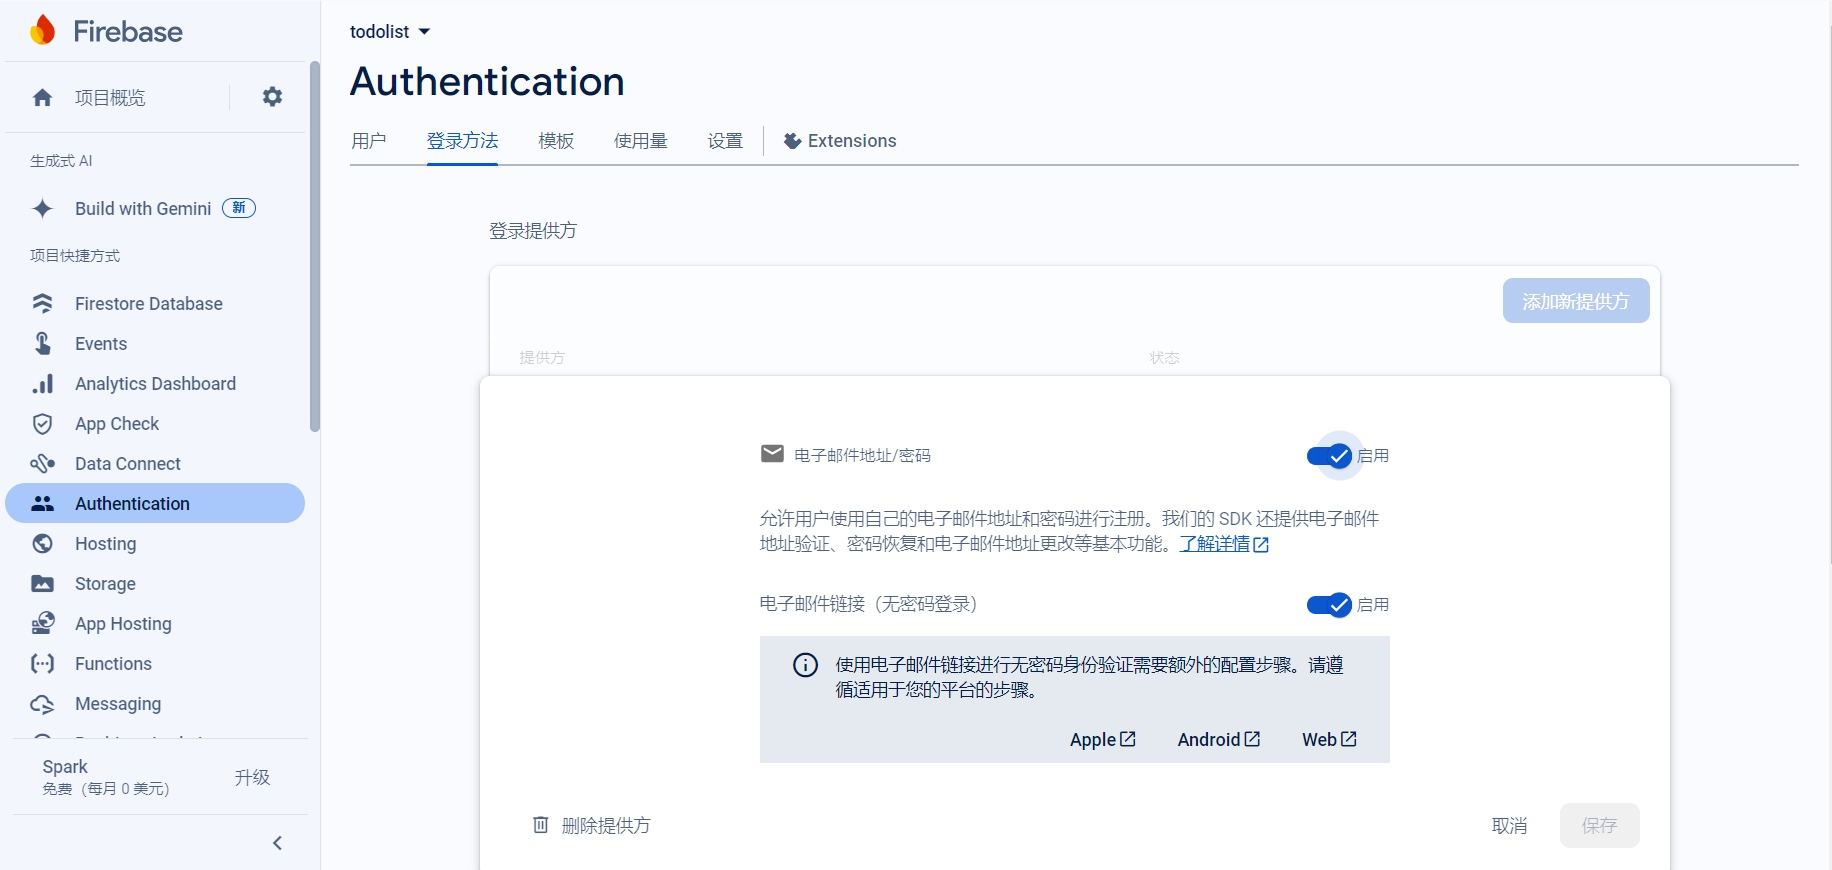 Firebase
项目概览
生成式 AI
Build with Gemini 新
项目快捷方式
Firestore Database
Events
Analytics Dashboard
App Check
Data Connect
Authentication
Hosting
Storage
App Hosting
Functions
Messaging
Spark
免费（每月 0 美元）
升级
todolist
Authentication
用户 登录方法 模板 使用量 设置 Extensions
登录提供方
添加新提供方
提供方 状态
电子邮件地址/密码 启用
允许用户使用自己的电子邮件地址和密码进行注册。我们的 SDK 还提供电子邮件
地址验证、密码恢复和电子邮件地址更改等基本功能。了解详情
电子邮件链接（无密码登录） 启用
使用电子邮件链接进行无密码身份验证需要额外的配置步骤。请遵
循适用于您的平台的步骤。
Apple Android Web
删除提供方 取消 保存